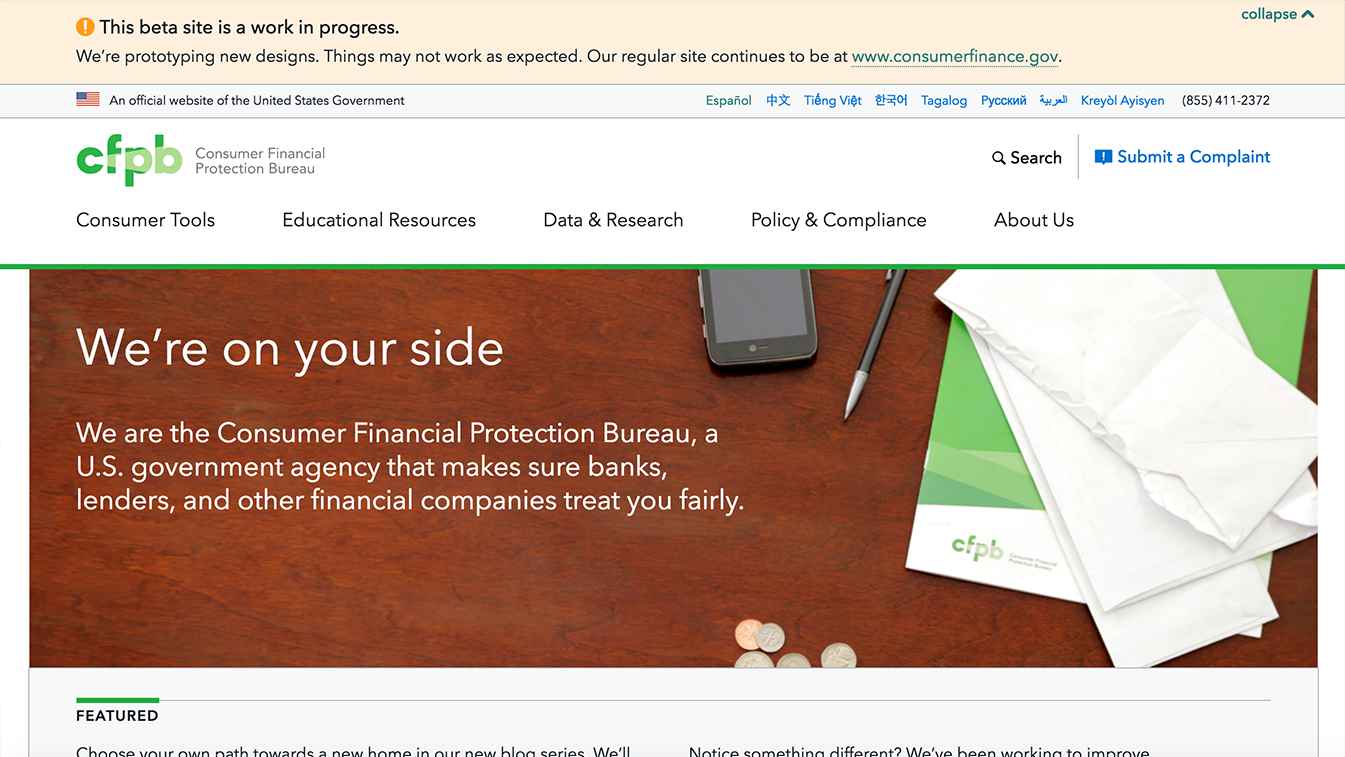 collapse
This beta site is a work in progress.
We’re prototyping new designs. Things may not work as expected. Our regular site continues to be at www.consumerfinance.gov.
An official website of the United States Government
Español 中文 Tiếng Việt 한국어 Tagalog Русский العربية Kreyòl Ayisyen (855) 411-2372
cfpb
Consumer Financial
Protection Bureau
Search
Submit a Complaint
Consumer Tools Educational Resources Data & Research Policy & Compliance About Us
We’re on your side
We are the Consumer Financial Protection Bureau, a
U.S. government agency that makes sure banks,
lenders, and other financial companies treat you fairly.
cfpb
Consumer Financial
Protection Bureau
FEATURED
Choose your own path towards a new home in our new blog series. We’ll
Notice something different? We’ve been working to improve